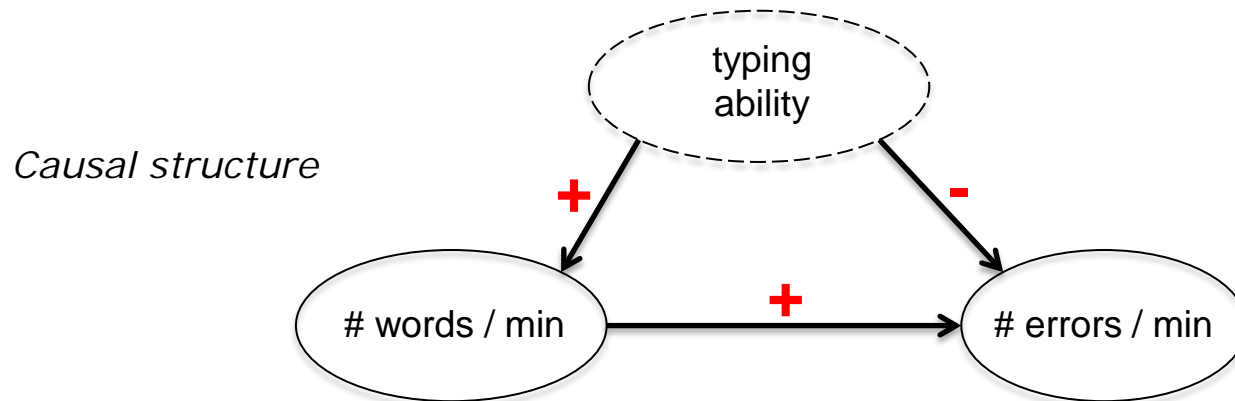 typing
ability
Causal structure
+
-
# words / min
+
# errors / min